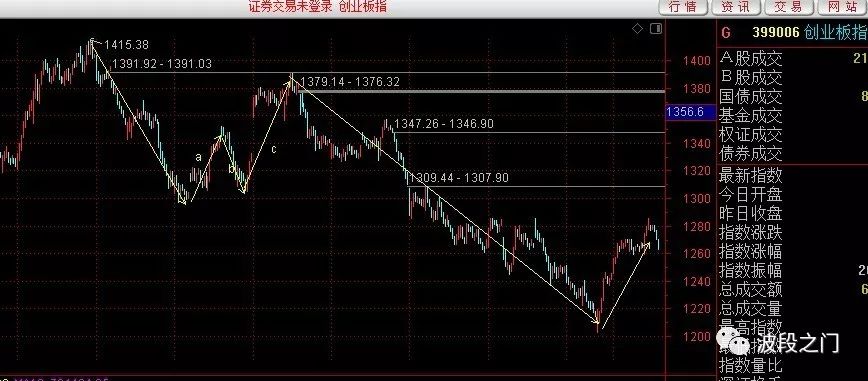 证券交易未登录 创业板指
行 情 资 讯 交 易 网 站
G 399006 创业板指
1415.38
1391.92 - 1391.03
1379.14 - 1376.32
1347.26 - 1346.90
1309.44 - 1307.90
a
b
c
1400
1380
1356.6
1340
1320
1300
1280
1260
1240
1220
1200
A股成交 21
B股成交
国债成交 8
基金成交
权证成交
债券成交
最新指数
今日开盘
昨日收盘
指数涨跌
指数涨幅
指数振幅 20
总成交额 6
总成交量
最高指数
指数量比
波段之门